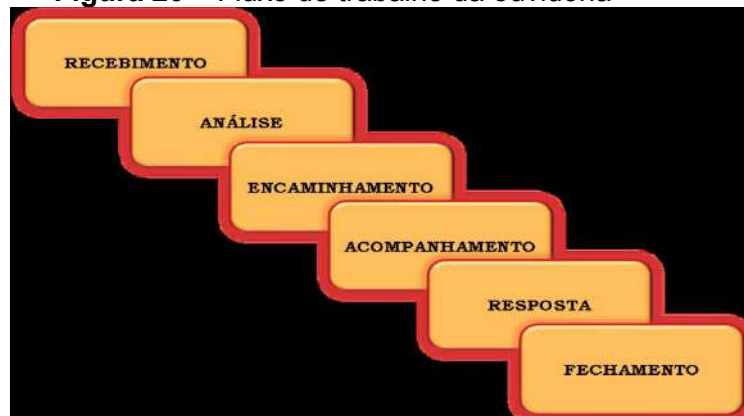 RECEBIMENTO
ANÁLISE
ENCAMINHAMENTO
ACOMPANHAMENTO
RESPOSTA
FECHAMENTO